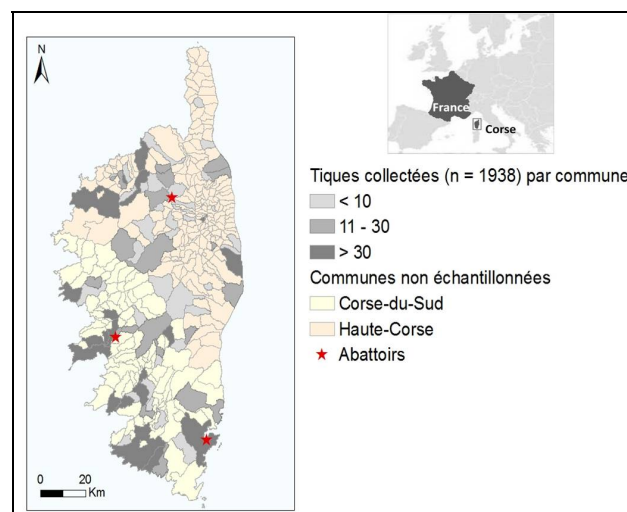 N
France
Corse
Tiques collectées (n = 1938) par commune
< 10
11 - 30
> 30
Communes non échantillonnées
Corse-du-Sud
Haute-Corse
Abattoirs
0 20
Km